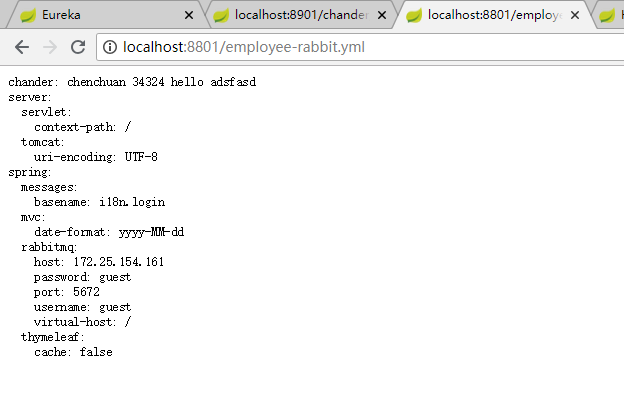 Eureka
localhost:8901/chander
localhost:8801/employe
localhost:8801/employee-rabbit.yml
chander: chenchuan 34324 hello adsfasd
server:
servlet:
context-path: /
tomcat:
uri-encoding: UTF-8
spring:
messages:
basename: i18n.login
mvc:
date-format: yyyy-MM-dd
rabbitmq:
host: 172.25.154.161
password: guest
port: 5672
username: guest
virtual-host: /
thymeleaf:
cache: false